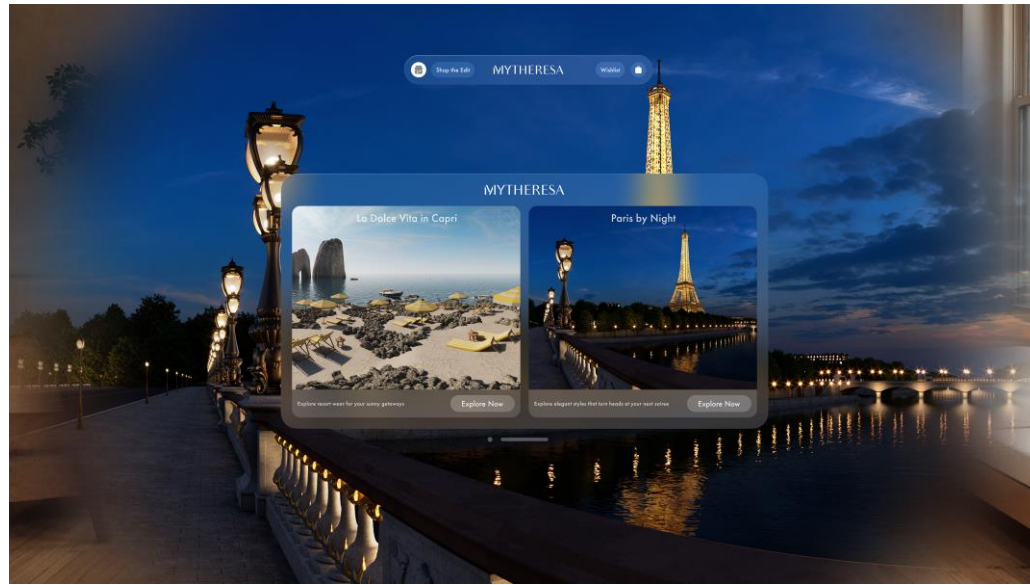 Shop the Edit
MYTHERESA
Wishlist
MYTHERESA
La Dolce Vita in Capri
Paris by Night
Explore resort wear for your sunny getaways
Explore Now
Explore elegant styles that turn heads at your next soiree
Explore Now